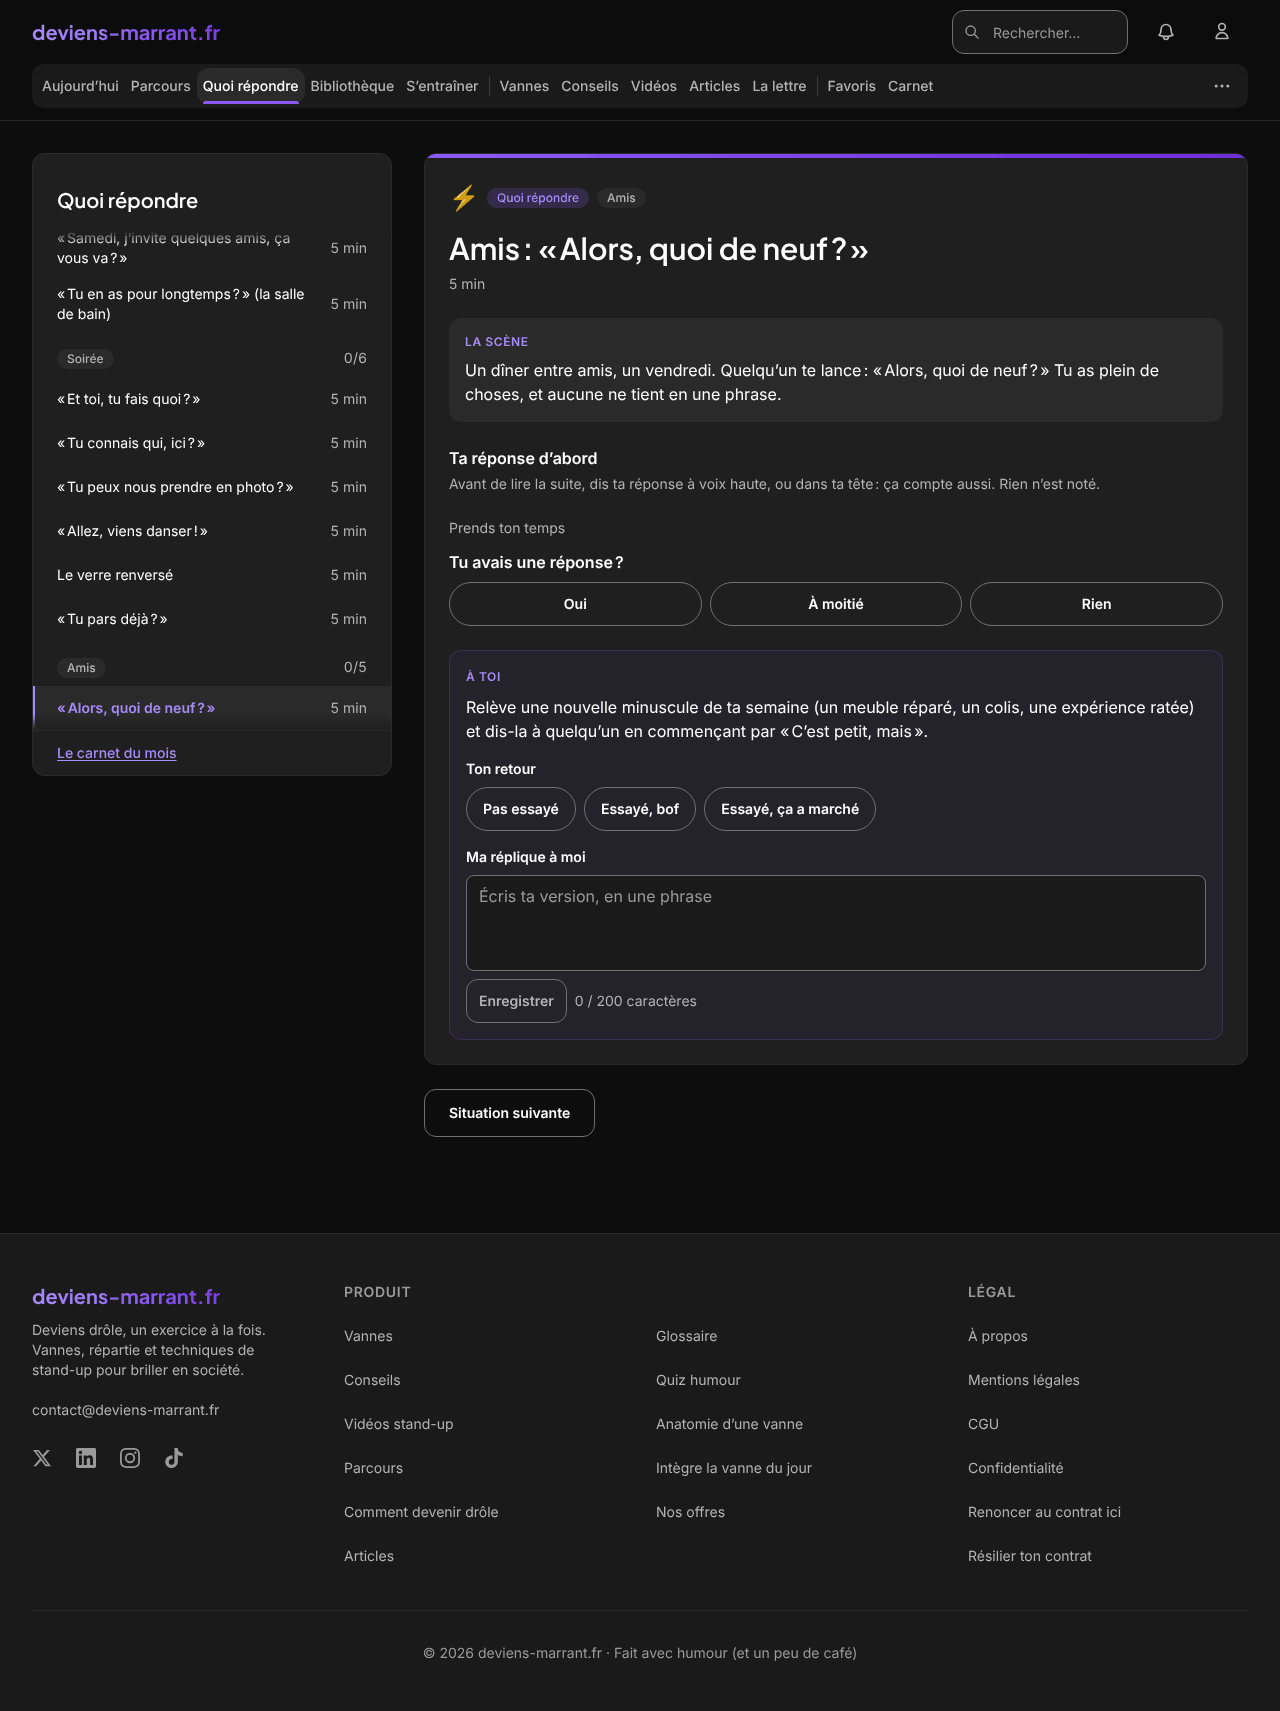 deviens-marrant.fr
Rechercher...
Aujourd’hui Parcours Quoi répondre Bibliothèque S’entraîner Vannes Conseils Vidéos Articles La lettre Favoris Carnet
Quoi répondre
« Samedi, j’invite quelques amis, ça vous va ? »
5 min
« Tu en as pour longtemps ? » (la salle de bain)
5 min
Soirée 0/6
« Et toi, tu fais quoi ? » 5 min
« Tu connais qui, ici ? » 5 min
« Tu peux nous prendre en photo ? » 5 min
« Allez, viens danser ! » 5 min
Le verre renversé 5 min
« Tu pars déjà ? » 5 min
Amis 0/5
« Alors, quoi de neuf ? » 5 min
Le carnet du mois
⚡ Quoi répondre Amis
Amis : « Alors, quoi de neuf ? »
5 min
LA SCÈNE
Un dîner entre amis, un vendredi. Quelqu’un te lance : « Alors, quoi de neuf ? » Tu as plein de
choses, et aucune ne tient en une phrase.
Ta réponse d’abord
Avant de lire la suite, dis ta réponse à voix haute, ou dans ta tête : ça compte aussi. Rien n’est noté.
Prends ton temps
Tu avais une réponse ?
Oui À moitié Rien
À TOI
Relève une nouvelle minuscule de ta semaine (un meuble réparé, un colis, une expérience ratée)
et dis-la à quelqu’un en commençant par « C’est petit, mais ».
Ton retour
Pas essayé Essayé, bof Essayé, ça a marché
Ma réplique à moi
Écris ta version, en une phrase
Enregistrer 0 / 200 caractères
Situation suivante
deviens-marrant.fr
Deviens drôle, un exercice à la fois.
Vannes, répartie et techniques de
stand-up pour briller en société.
contact@deviens-marrant.fr
PRODUIT
Vannes
Conseils
Vidéos stand-up
Parcours
Comment devenir drôle
Articles
Glossaire
Quiz humour
Anatomie d’une vanne
Intègre la vanne du jour
Nos offres
LÉGAL
À propos
Mentions légales
CGU
Confidentialité
Renoncer au contrat ici
Résilier ton contrat
© 2026 deviens-marrant.fr · Fait avec humour (et un peu de café)